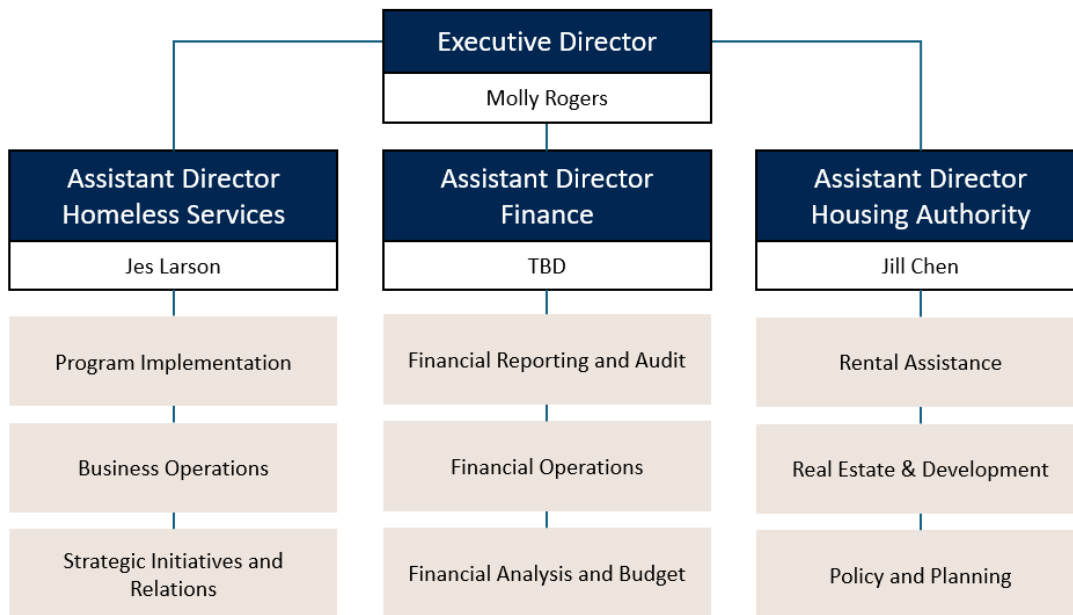 Executive Director
Molly Rogers
Assistant Director
Homeless Services
Jes Larson
Assistant Director
Finance
TBD
Assistant Director
Housing Authority
Jill Chen
Program Implementation
Financial Reporting and Audit
Rental Assistance
Business Operations
Financial Operations
Real Estate & Development
Strategic Initiatives and
Relations
Financial Analysis and Budget
Policy and Planning